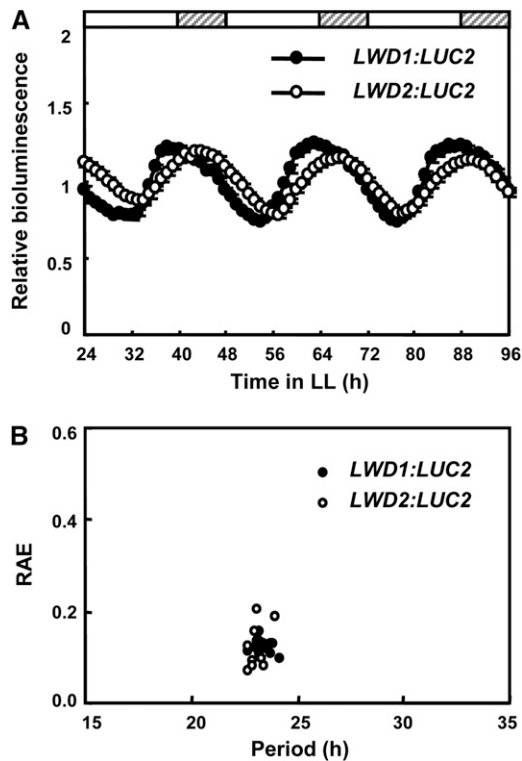 A
Relative bioluminescence
2
1.5
1
0.5
0
LWD1:LUC2
LWD2:LUC2
24 32 40 48 56 64 72 80 88 96
Time in LL (h)
B
RAE
0.6
0.4
0.2
0.0
LWD1:LUC2
LWD2:LUC2
15 20 25 30 35
Period (h)